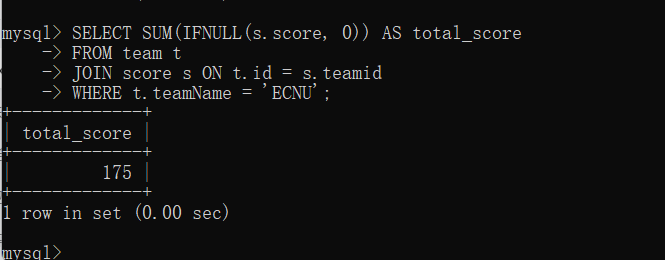 mysql> SELECT SUM(IFNULL(s.score, 0)) AS total_score
    -> FROM team t
    -> JOIN score s ON t.id = s.teamid
    -> WHERE t.teamName = 'ECNU';
+-------------+
| total_score |
+-------------+
|         175 |
+-------------+
1 row in set (0.00 sec)
mysql>